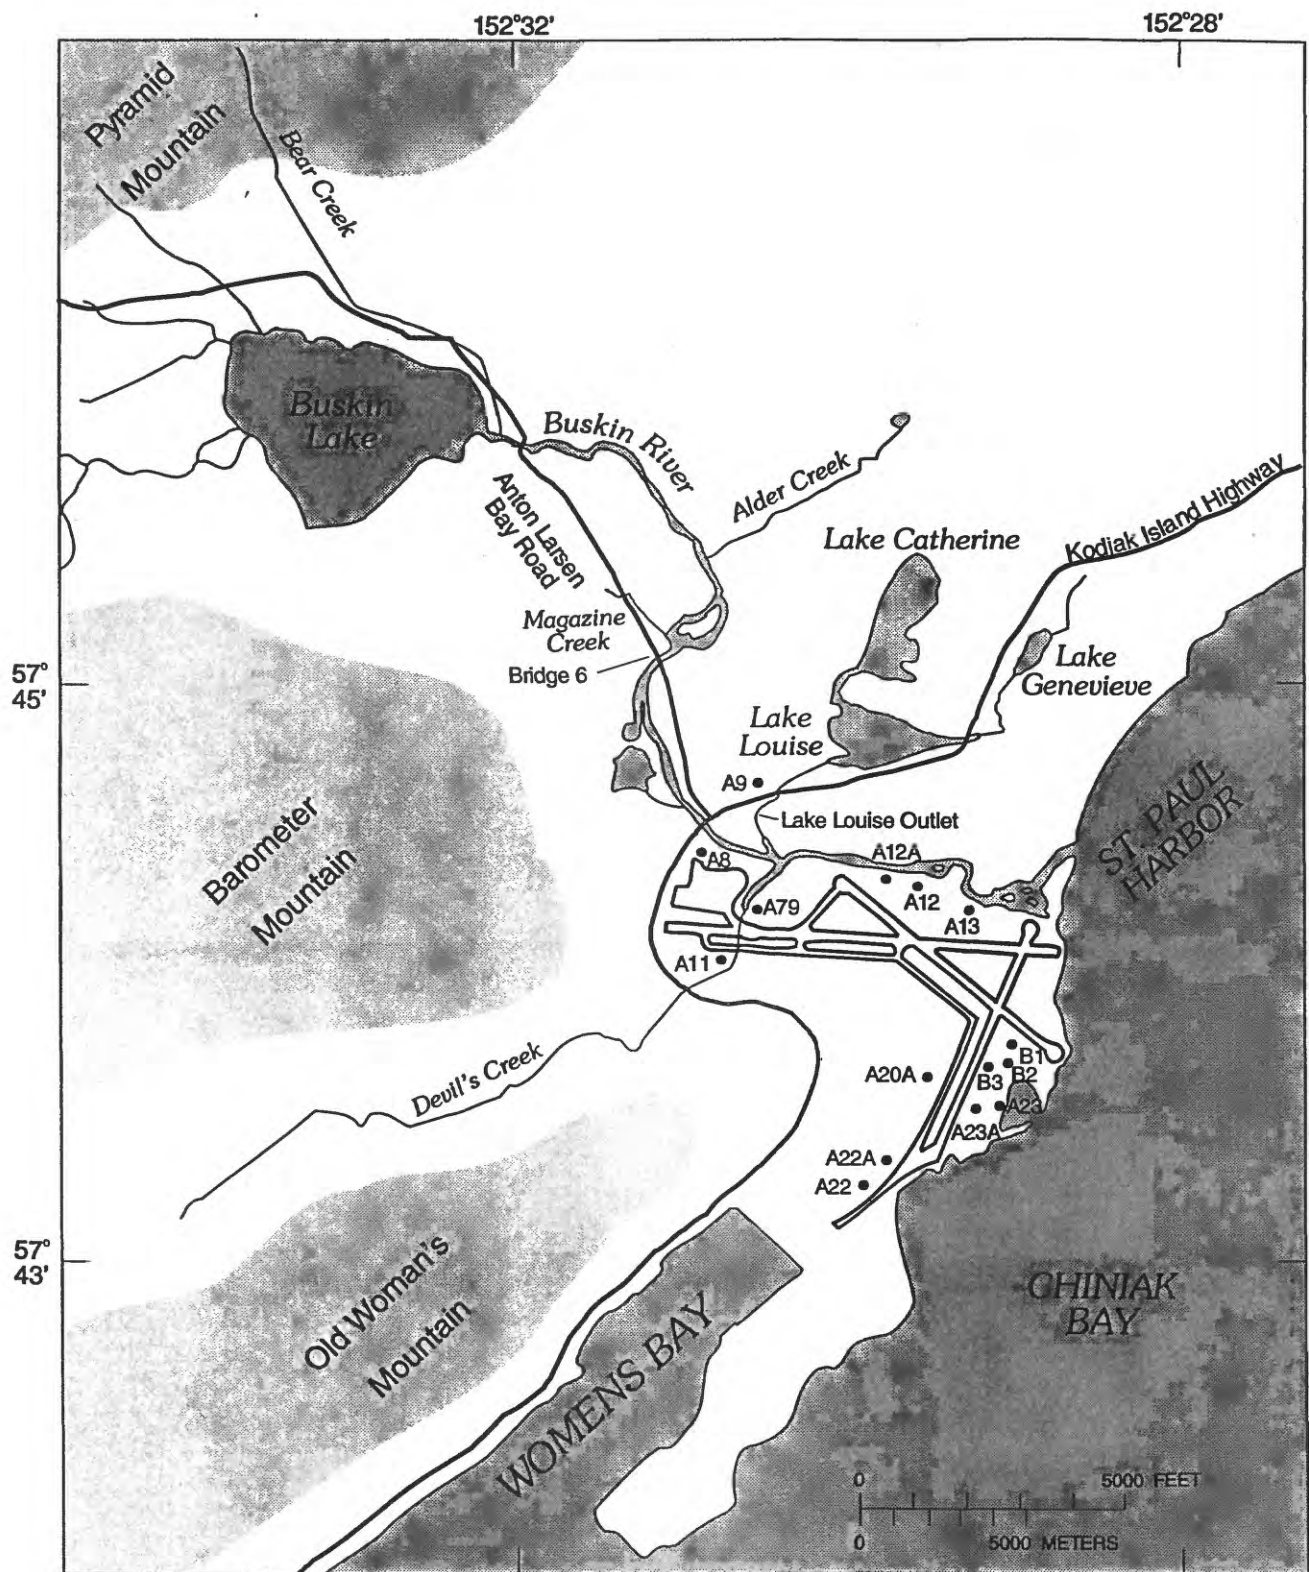 152°32'
152°28'
Pyramid
Mountain
Bear Creek
Buskin
Lake
Buskin River
Alder Creek
Anton Larsen
Bay Road
Lake Catherine
Kodiak Island Highway
Magazine
Creek
Bridge 6
57°
45'
Lake
Genevieve
Lake
Louise
A9
Lake Louise Outlet
ST. PAUL
HARBOR
Barometer
Mountain
A8
A12A
A12
A79
A13
A11
Devil's Creek
B1
B2
B3
A20A
A23
A23A
A22A
A22
57°
43'
Old Woman's
Mountain
WOMENS BAY
CHINIAK
BAY
0
5000 FEET
0
5000 METERS